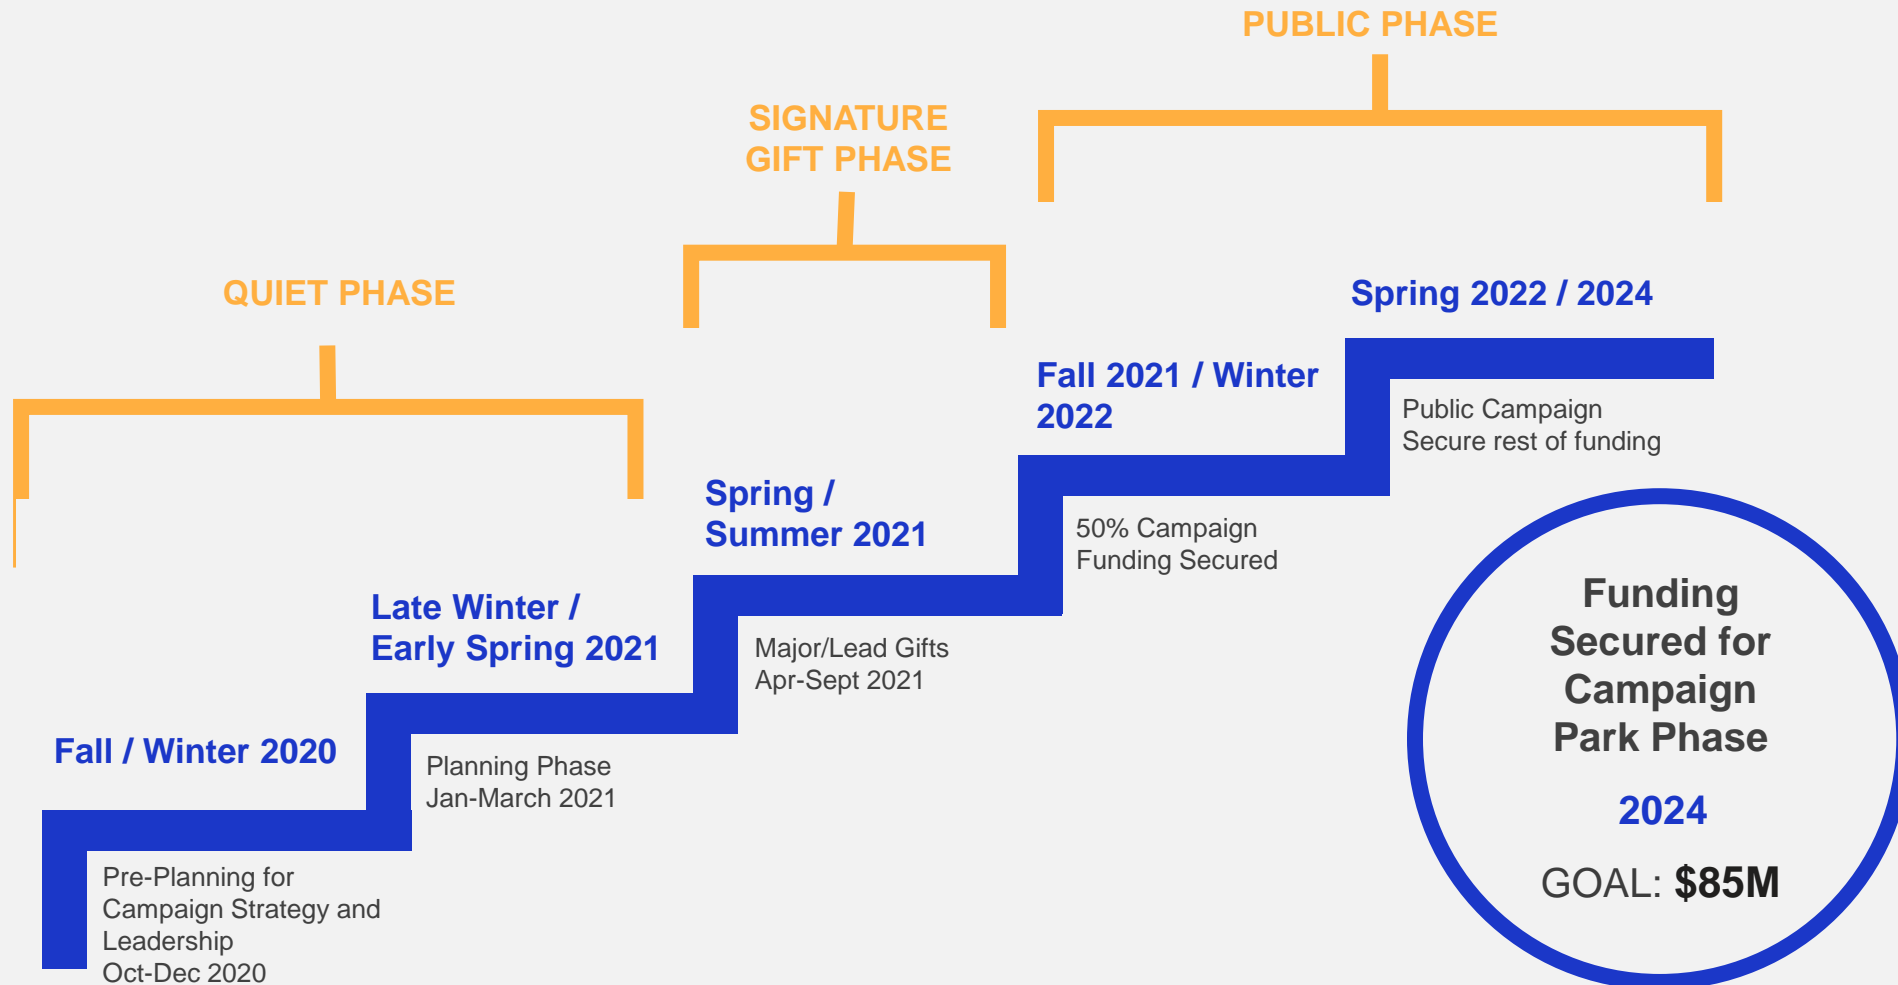 PUBLIC PHASE
SIGNATURE
GIFT PHASE
QUIET PHASE
Spring 2022 / 2024
Public Campaign
Secure rest of funding
Fall 2021 / Winter
2022
50% Campaign
Funding Secured
Spring /
Summer 2021
Major/Lead Gifts
Apr-Sept 2021
Late Winter /
Early Spring 2021
Planning Phase
Jan-March 2021
Fall / Winter 2020
Pre-Planning for
Campaign Strategy and
Leadership
Oct-Dec 2020
Funding
Secured for
Campaign
Park Phase
2024
GOAL: $85M